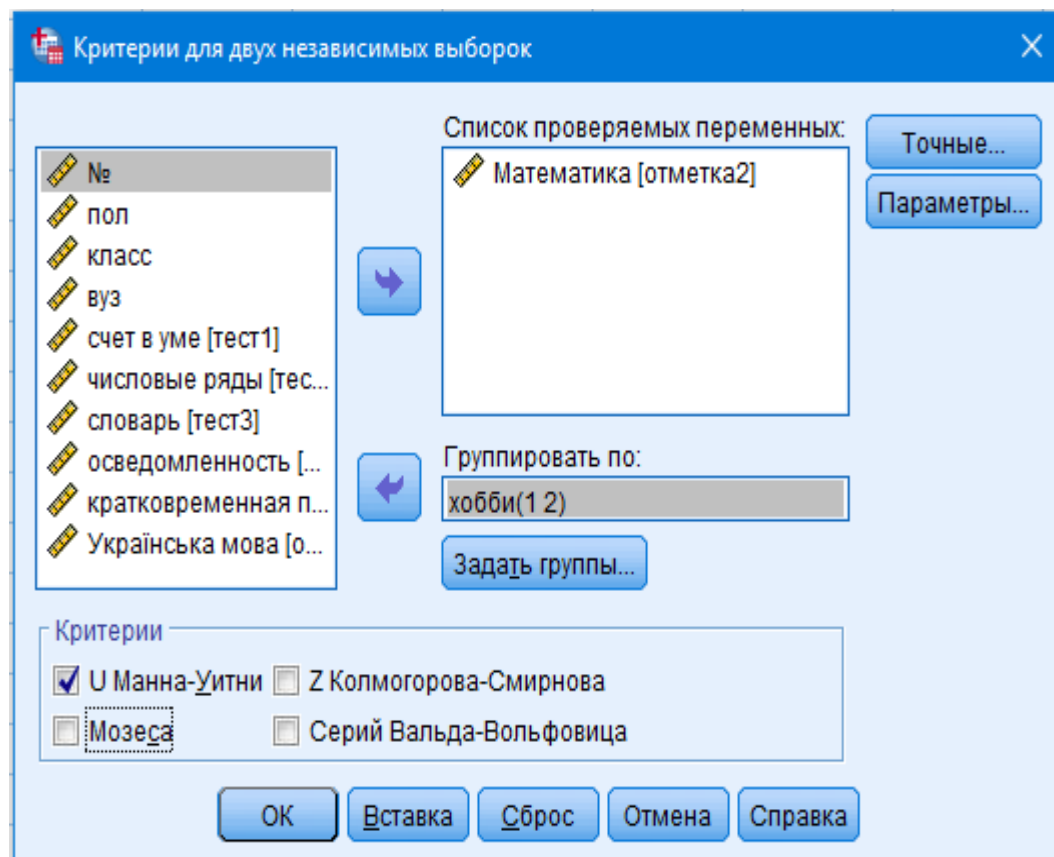 Критерии для двух независимых выборок
№
пол
класс
вуз
счет в уме [тест1]
числовые ряды [тес...
словарь [тест3]
осведомленность [...
кратковременная п...
Українська мова [о...
Список проверяемых переменных:
Математика [отметка2]
Группировать по:
хобби(1 2)
Задать группы...
Точные...
Параметры...
Критерии
U Манна-Уитни Z Колмогорова-Смирнова
Мозеса Серий Вальда-Вольфовица
ОК Вставка Сброс Отмена Справка